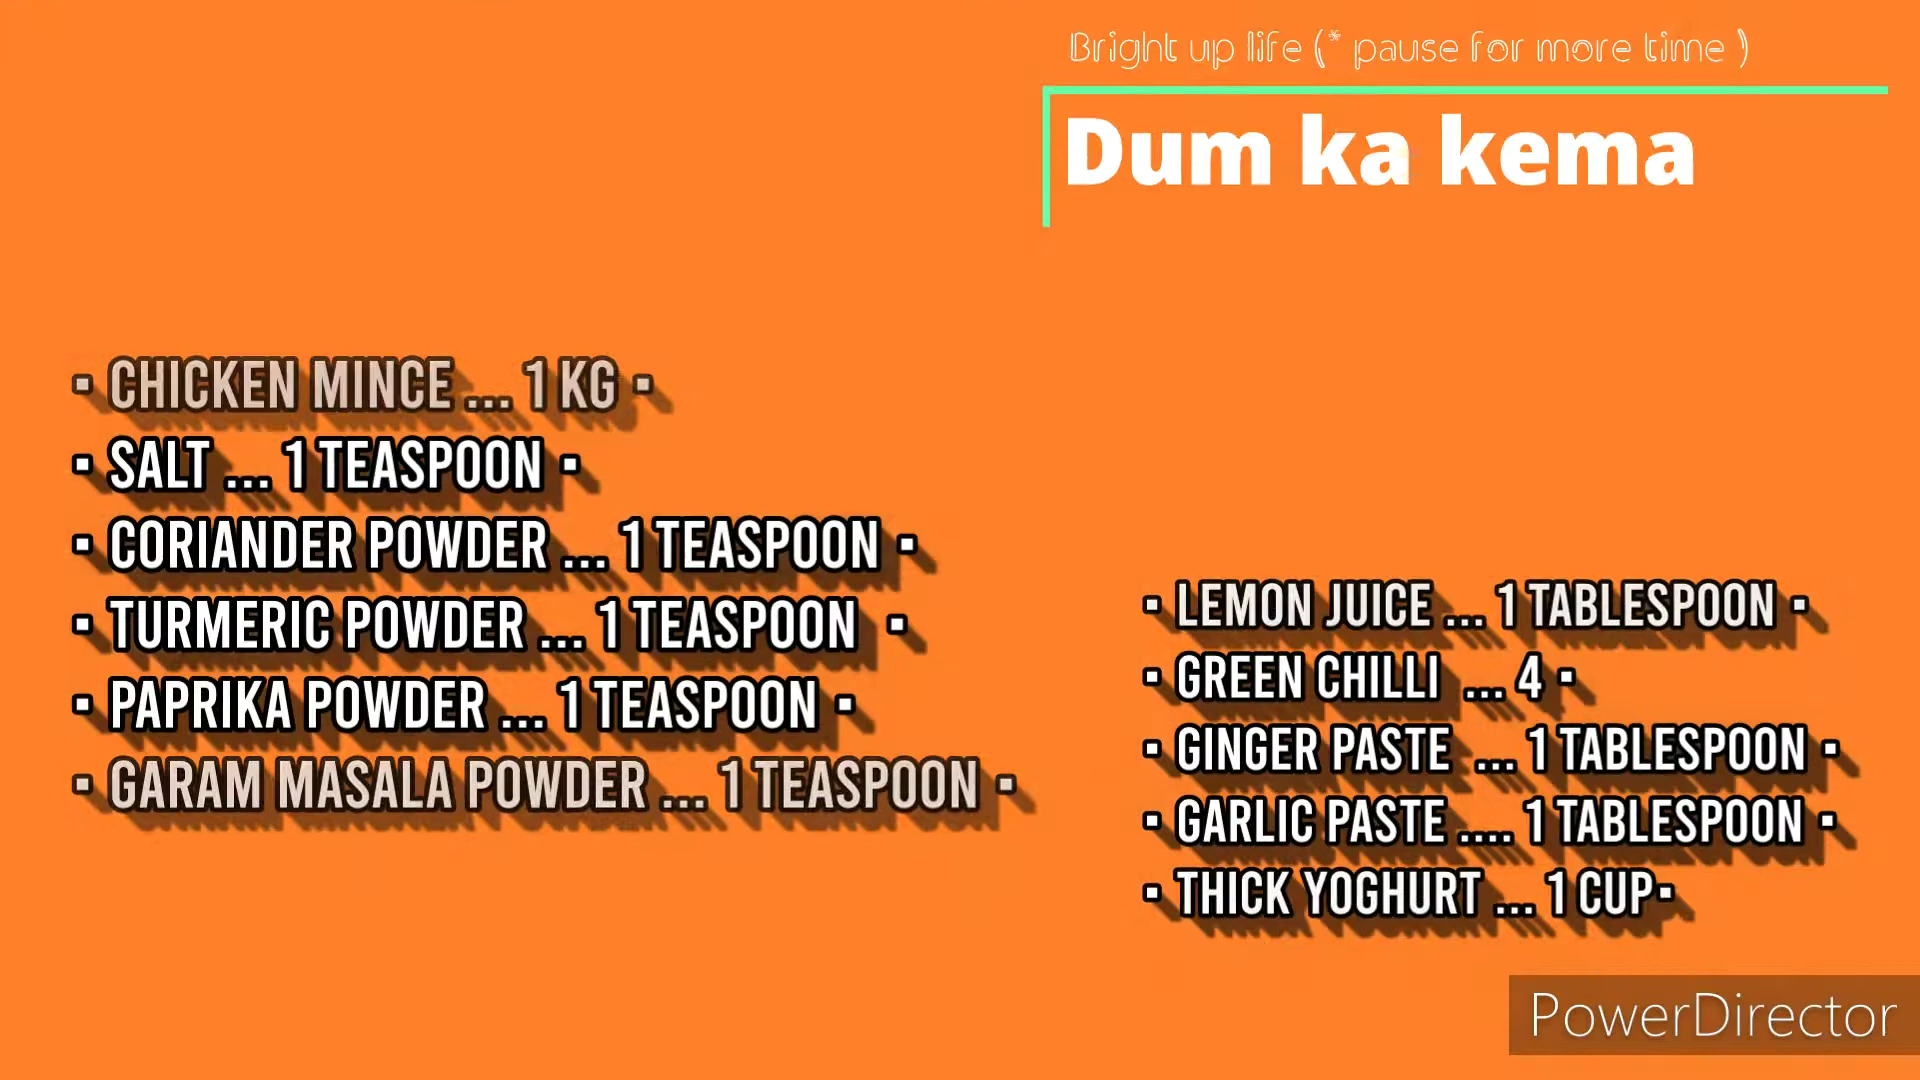 Bright up life (* pause for more time )
Dum ka kema
▪ CHICKEN MINCE ... 1 KG ▪
▪ SALT ... 1 TEASPOON ▪
▪ CORIANDER POWDER ... 1 TEASPOON ▪
▪ TURMERIC POWDER ... 1 TEASPOON ▪
▪ PAPRIKA POWDER ... 1 TEASPOON ▪
▪ GARAM MASALA POWDER ... 1 TEASPOON ▪
▪ LEMON JUICE ... 1 TABLESPOON ▪
▪ GREEN CHILLI ... 4 ▪
▪ GINGER PASTE ... 1 TABLESPOON ▪
▪ GARLIC PASTE .... 1 TABLESPOON ▪
▪ THICK YOGHURT ... 1 CUP▪
PowerDirector